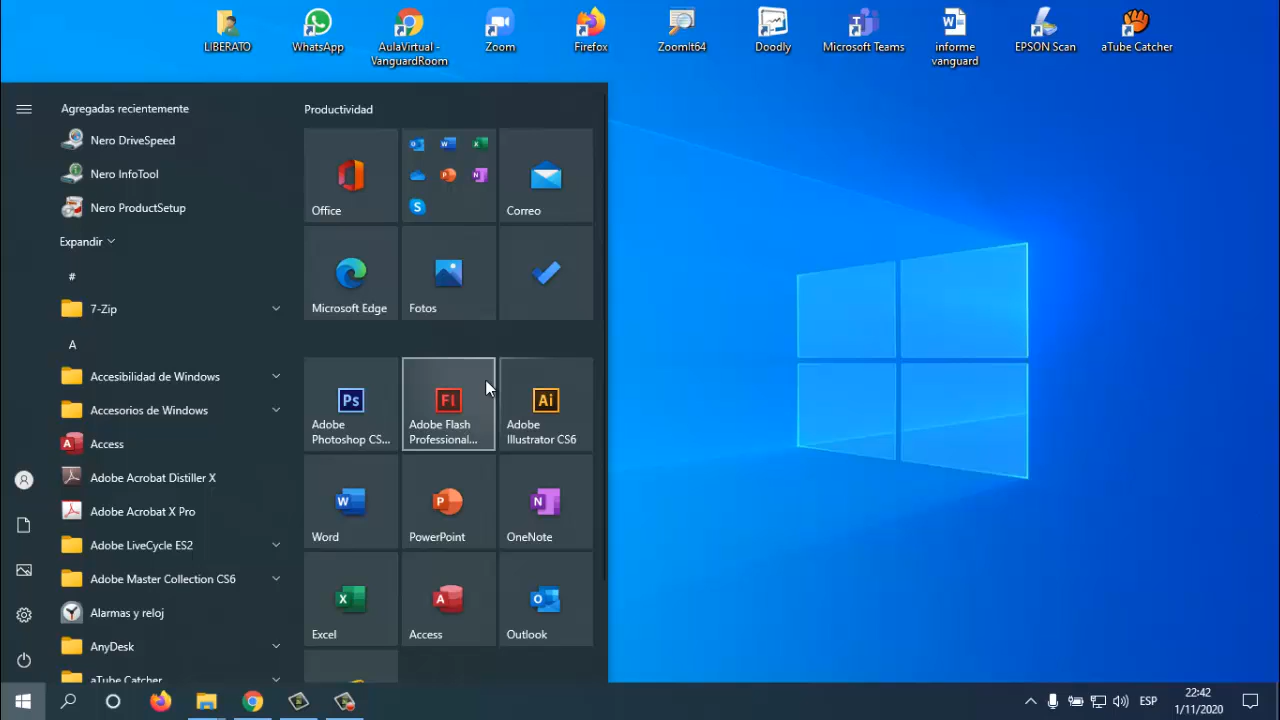 LIBERATO
WhatsApp
AulaVirtual -
VanguardRoom
Zoom
Firefox
ZoomIt64
Doodly
Microsoft Teams
informe
vanguard
EPSON Scan
aTube Catcher
Agregadas recientemente
Nero DriveSpeed
Nero InfoTool
Nero ProductSetup
Expandir
#
7-Zip
A
Accesibilidad de Windows
Accesorios de Windows
Access
Adobe Acrobat Distiller X
Adobe Acrobat X Pro
Adobe LiveCycle ES2
Adobe Master Collection CS6
Alarmas y reloj
AnyDesk
aTube Catcher
Productividad
Office
Correo
Microsoft Edge
Fotos
Ps
Adobe
Photoshop CS...
Fl
Adobe Flash
Professional...
Ai
Adobe
Illustrator CS6
Word
PowerPoint
OneNote
Excel
Access
Outlook
ESP
22:42
1/11/2020